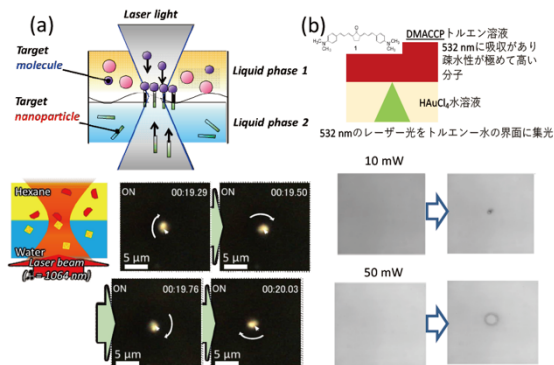 (a)
Laser light
Target
molecule
Liquid phase 1
Target
nanoparticle
Liquid phase 2
Hexane
Water
Laser beam
(λ = 1064 nm)
ON 00:19.29
5 μm
ON 00:19.50
5 μm
ON 00:19.76
5 μm
ON 00:20.03
5 μm
(b)
1
DMACCPトルエン溶液
532 nmに吸収があり
疎水性が極めて高い
分子
HAuCl₄水溶液
532 nmのレーザー光をトルエンー水の界面に集光
10 mW
50 mW